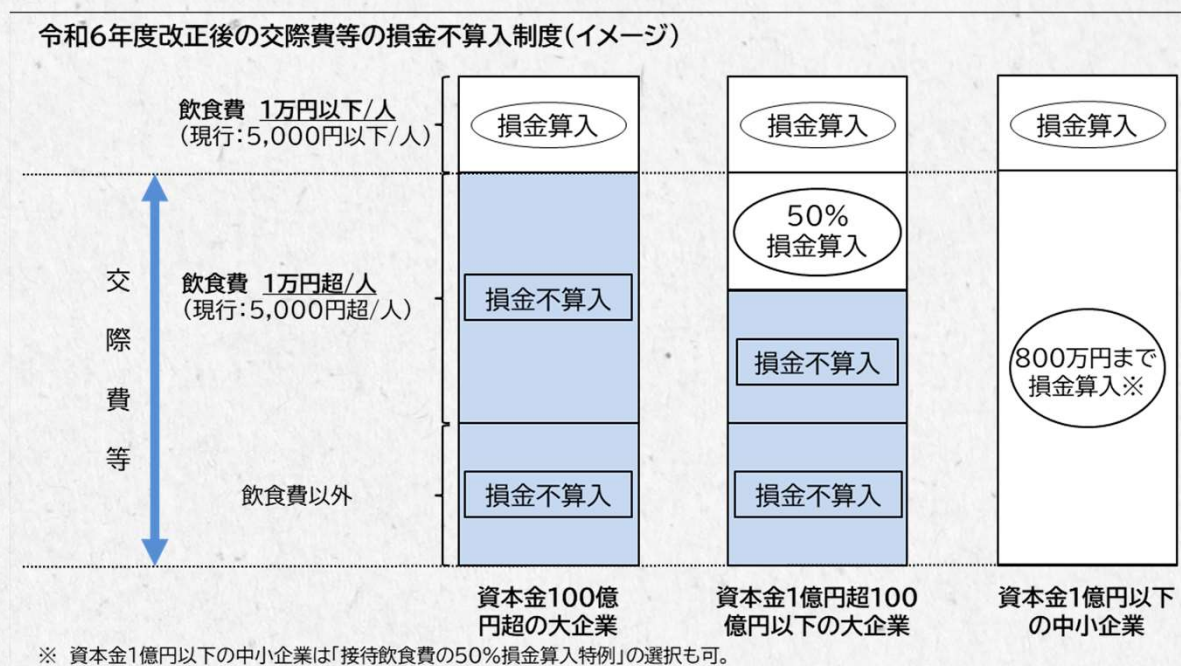 令和6年度改正後の交際費等の損金不算入制度(イメージ)
飲食費 1万円以下/人
(現行:5,000円以下/人)
損金算入
損金算入
損金算入
交際費等
飲食費 1万円超/人
(現行:5,000円超/人)
損金不算入
50%
損金算入
損金不算入
800万円まで
損金算入※
飲食費以外
損金不算入
損金不算入
資本金100億
円超の大企業
資本金1億円超100
億円以下の大企業
資本金1億円以下
の中小企業
※ 資本金1億円以下の中小企業は「接待飲食費の50%損金算入特例」の選択も可。